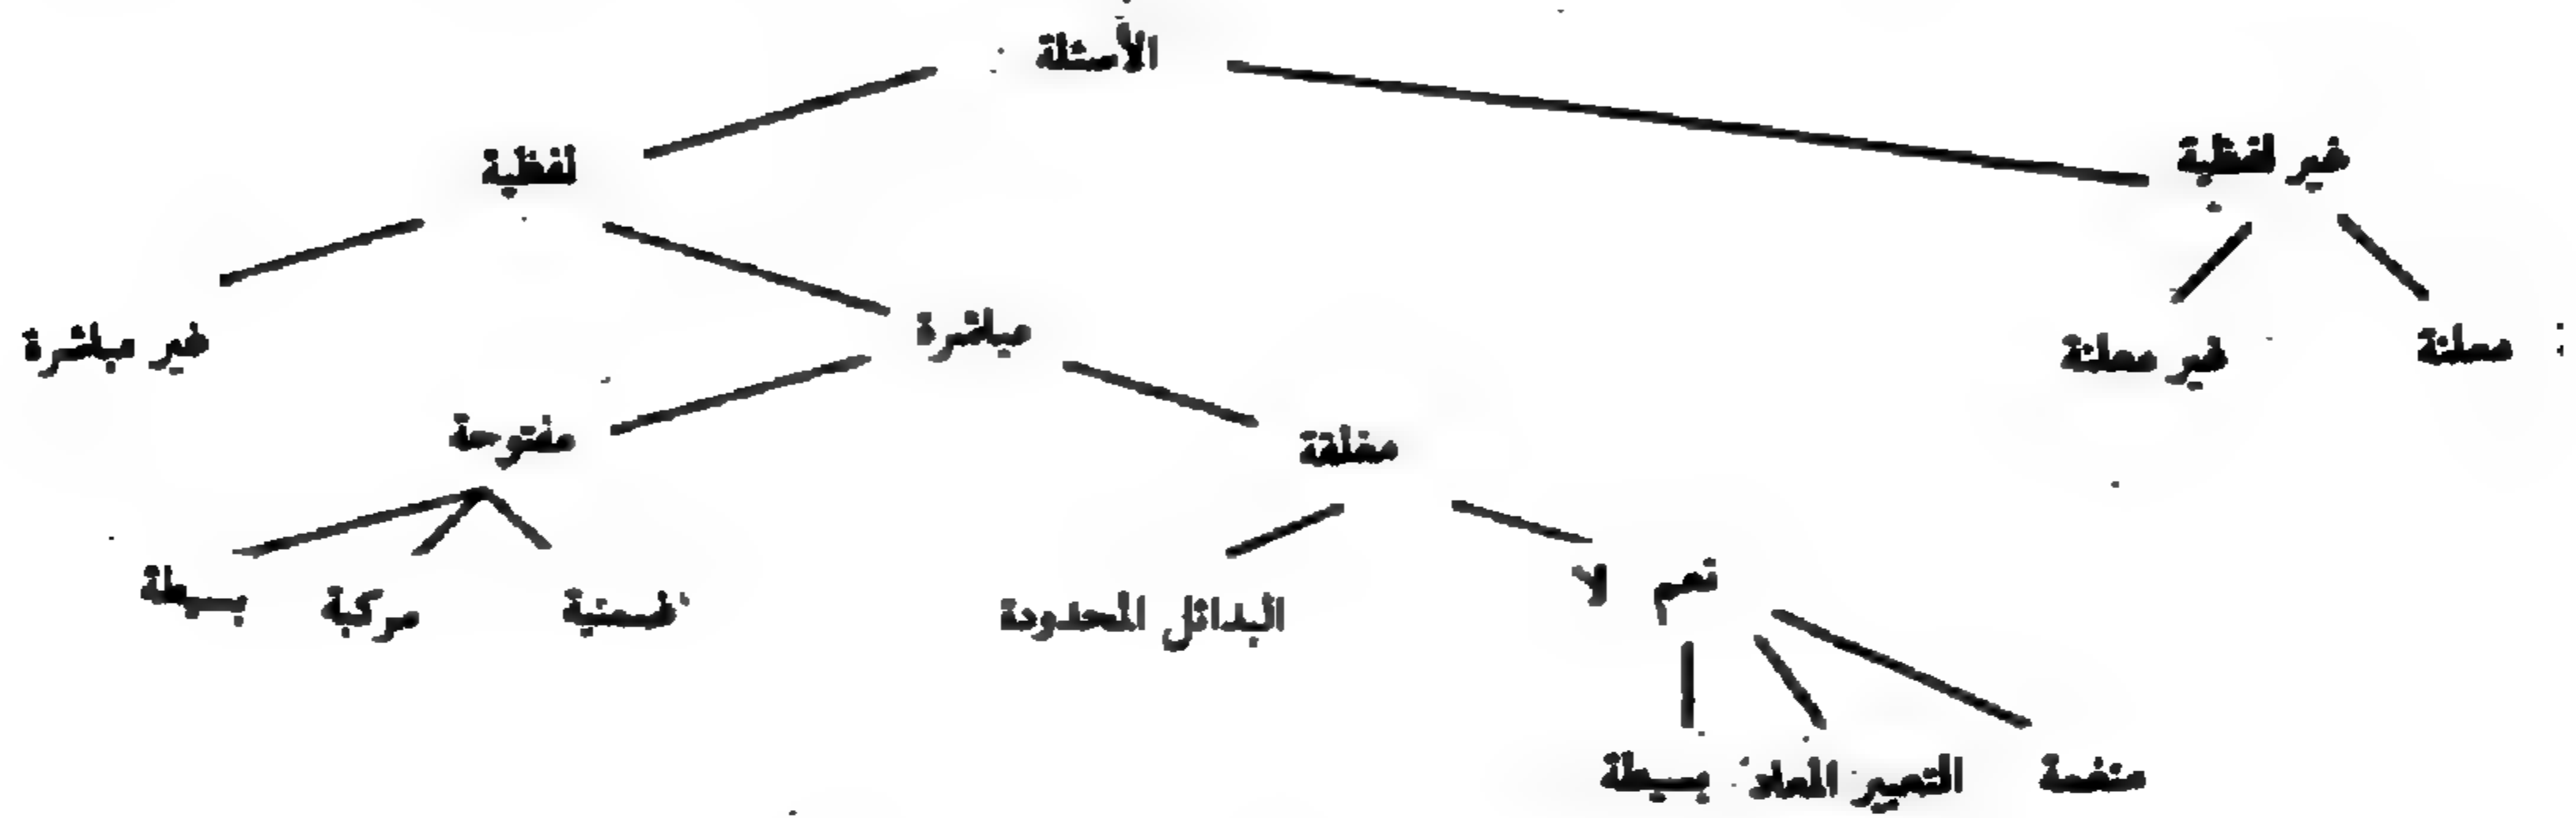 الأسئلة
غير لفظية
لفظية
معلنة
غير معلنة
مباشرة
غير مباشرة
مغلقة
مفتوحة
نعم لا
البدائل المحدودة
ضمنية
مركبة
بسيطة
التعبير المعاد
بسيطة